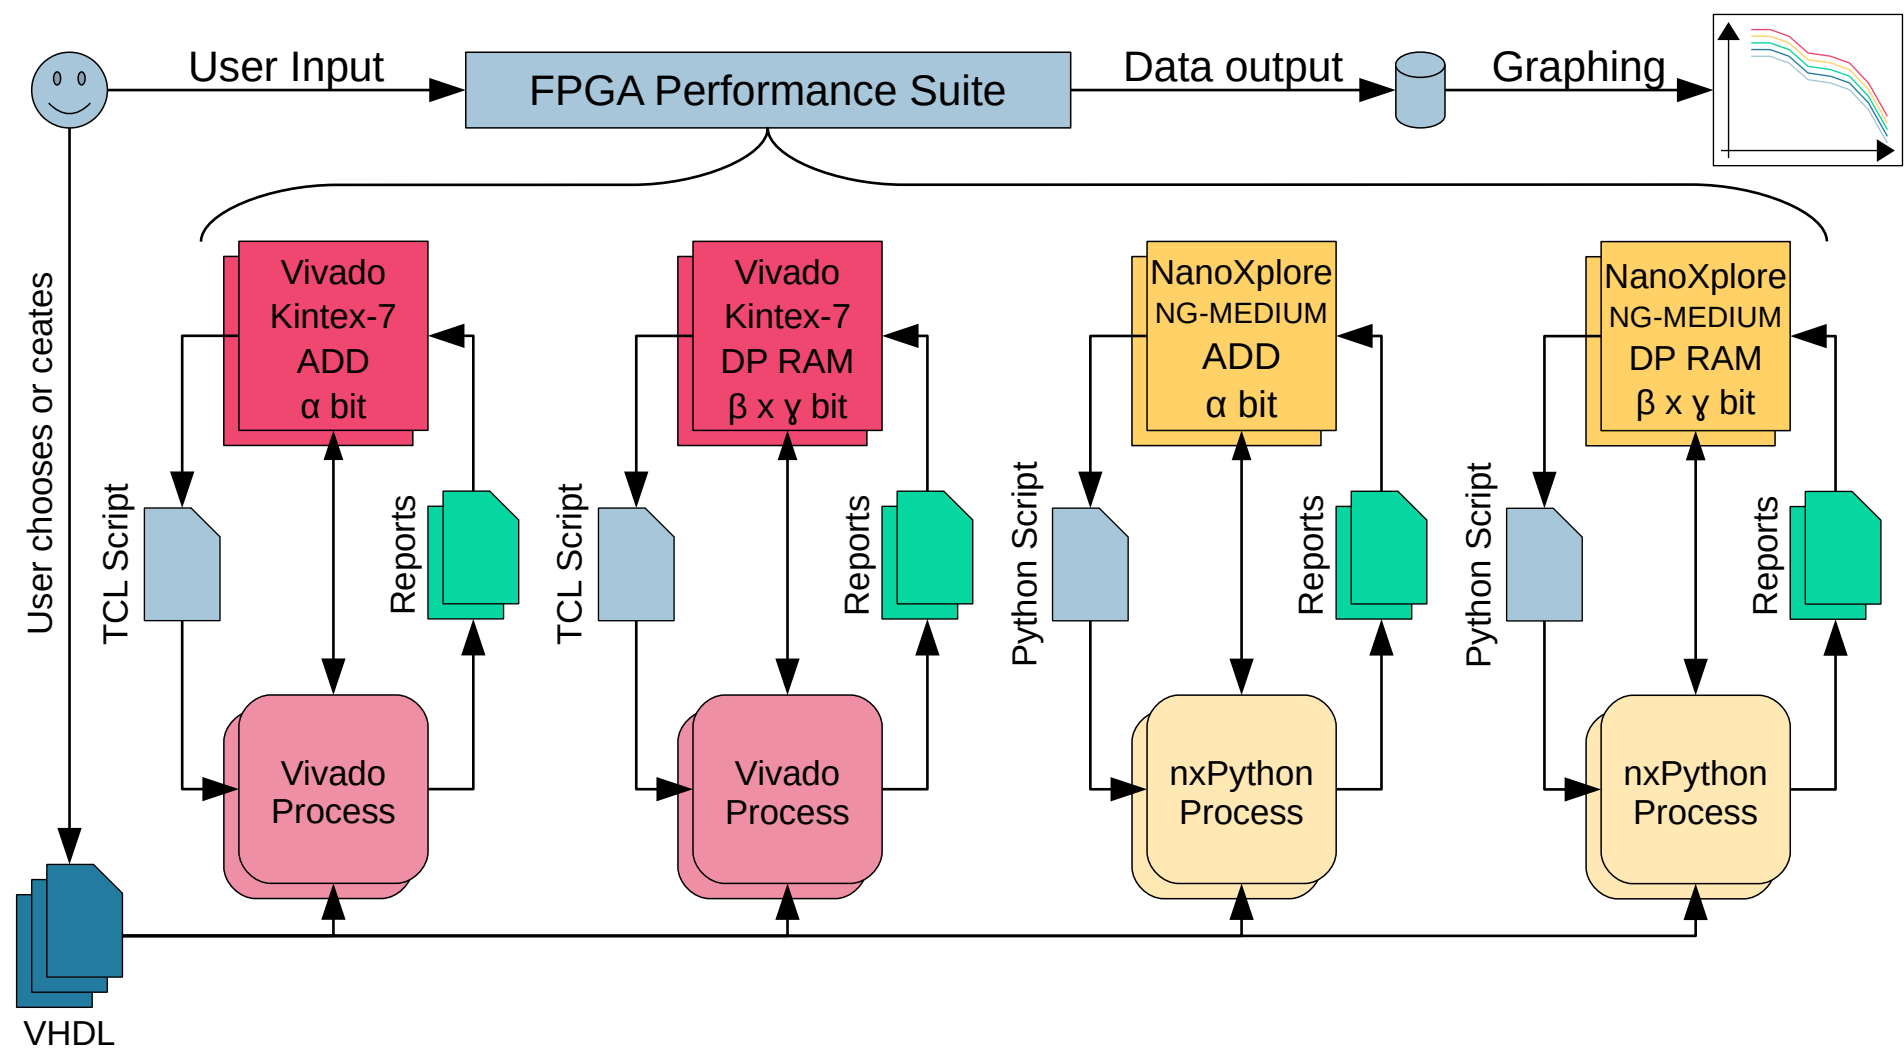 User Input
FPGA Performance Suite
Data output
Graphing
User chooses or ceates
Vivado
Kintex-7
ADD
α bit
TCL Script
Reports
Vivado
Process
Vivado
Kintex-7
DP RAM
β x ɣ bit
TCL Script
Reports
Vivado
Process
NanoXplore
NG-MEDIUM
ADD
α bit
Python Script
Reports
nxPython
Process
NanoXplore
NG-MEDIUM
DP RAM
β x ɣ bit
Python Script
Reports
nxPython
Process
VHDL